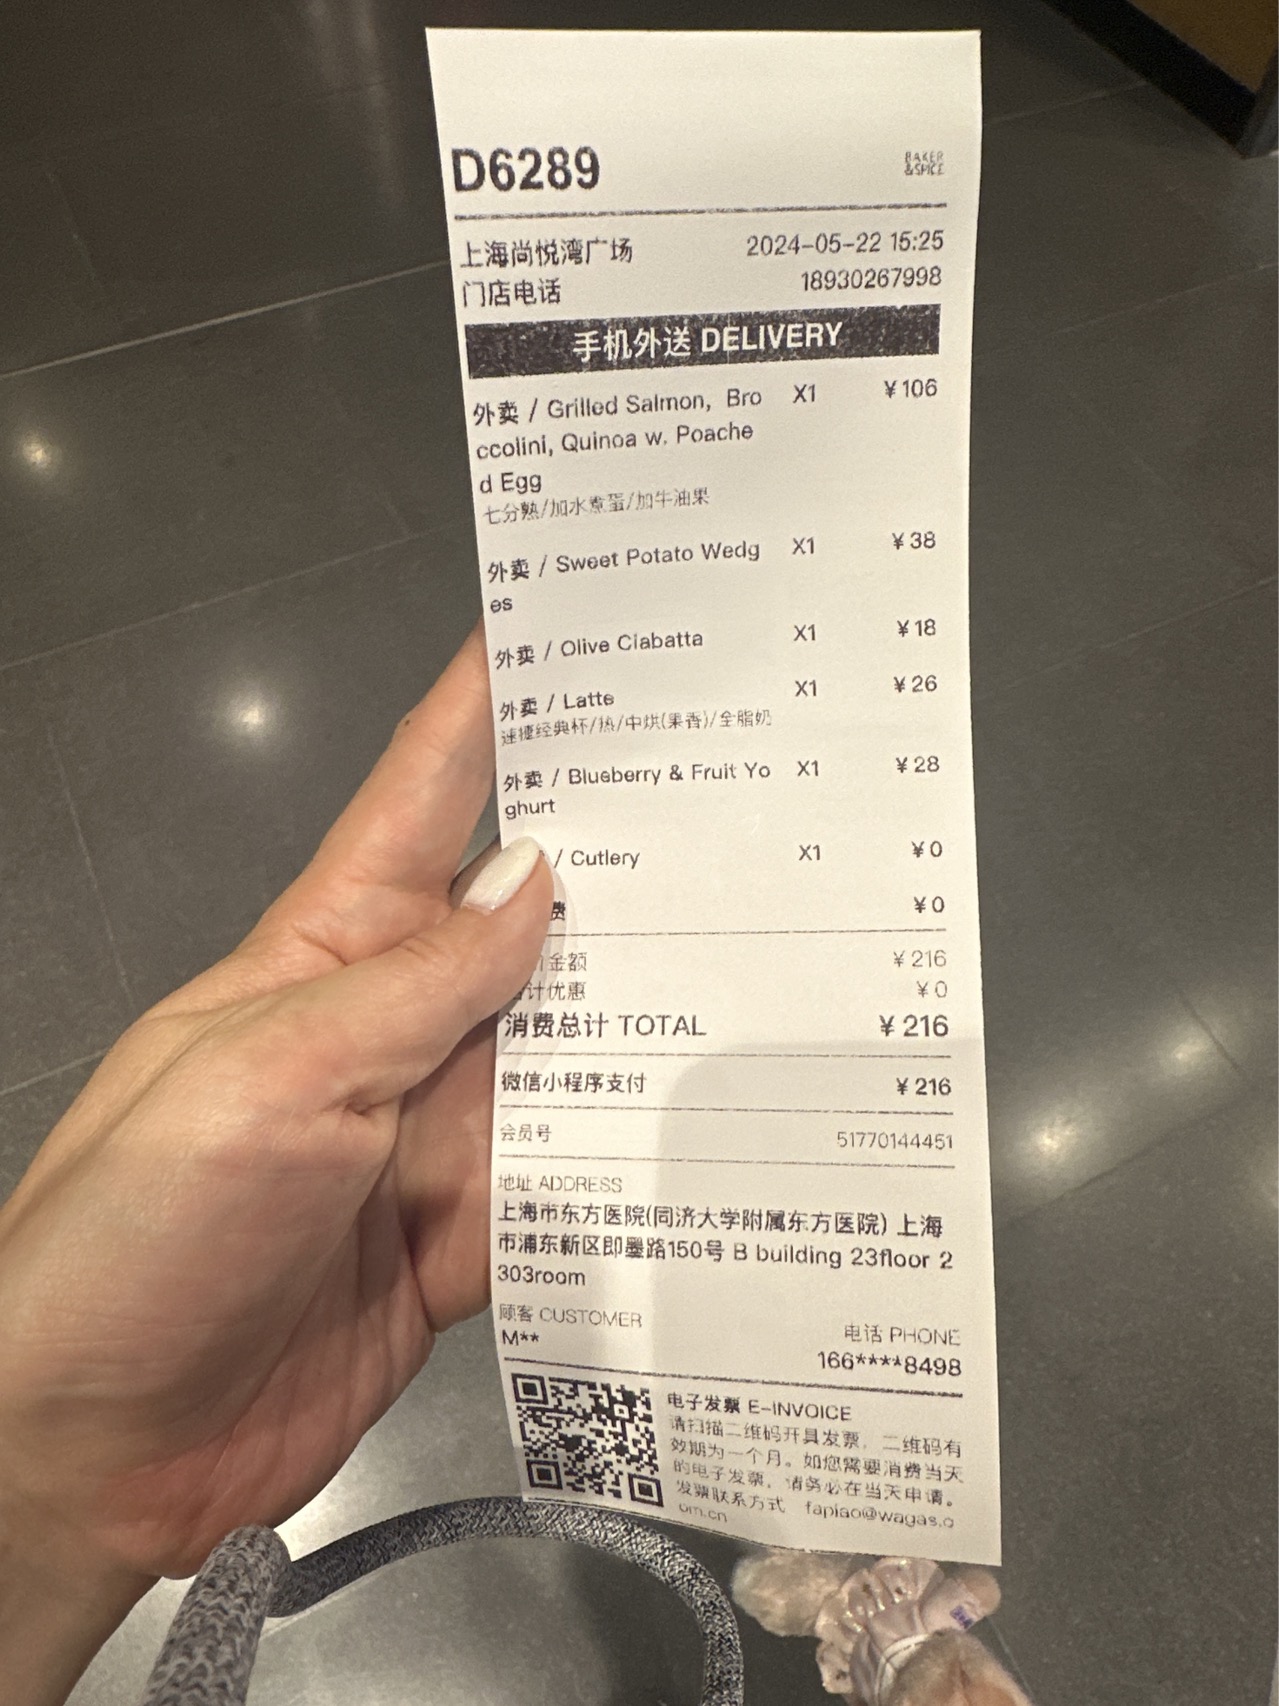 D6289
BAKER
&SPICE
上海尚悦湾广场 2024-05-22 15:25
门店电话 18930267998
手机外送 DELIVERY
外卖 / Grilled Salmon, Bro X1 ¥106
ccolini, Quinoa w. Poache
d Egg
七分熟/加水煮蛋/加牛油果
外卖 / Sweet Potato Wedg X1 ¥38
es
外卖 / Olive Ciabatta X1 ¥18
外卖 / Latte X1 ¥26
速捷经典杯/热/中烘(果香)/全脂奶
外卖 / Blueberry & Fruit Yo X1 ¥28
ghurt
/ Cutlery X1 ¥0
费 ¥0
金额 ¥216
计优惠 ¥0
消费总计 TOTAL ¥216
微信小程序支付 ¥216
会员号 51770144451
地址 ADDRESS
上海市东方医院(同济大学附属东方医院) 上海
市浦东新区即墨路150号 B building 23floor 2
303room
顾客 CUSTOMER 电话 PHONE
M** 166****8498
电子发票 E-INVOICE
请扫描二维码开具发票，二维码有
效期为一个月。如您需要消费当天
的电子发票，请务必在当天申请。
发票联系方式 fapiao@wagas.c
om.cn